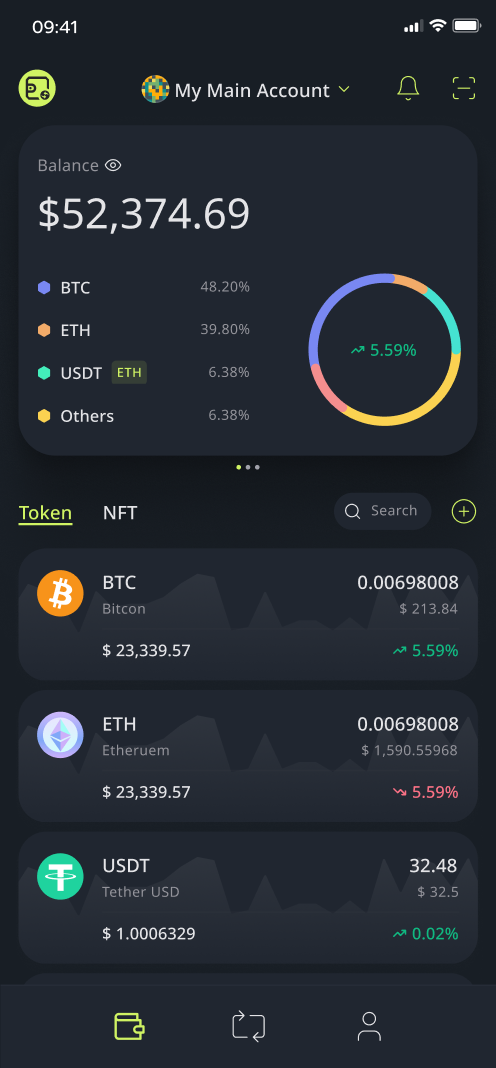 09:41
My Main Account
Balance
$52,374.69
BTC 48.20%
ETH 39.80%
USDT ETH 6.38%
Others 6.38%
5.59%
Token NFT Search
BTC 0.00698008
Bitcon $ 213.84
$ 23,339.57 5.59%
ETH 0.00698008
Etheruem $ 1,590.55968
$ 23,339.57 5.59%
USDT 32.48
Tether USD $ 32.5
$ 1.0006329 0.02%